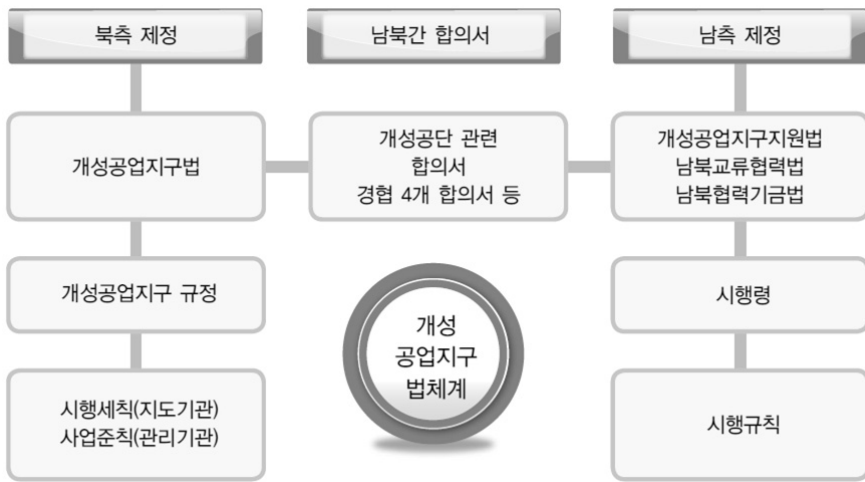 북측 제정
남북간 합의서
남측 제정
개성공업지구법
개성공단 관련
합의서
경협 4개 합의서 등
개성공업지구지원법
남북교류협력법
남북협력기금법
개성공업지구 규정
시행령
개성
공업지구
법체계
시행세칙(지도기관)
사업준칙(관리기관)
시행규칙